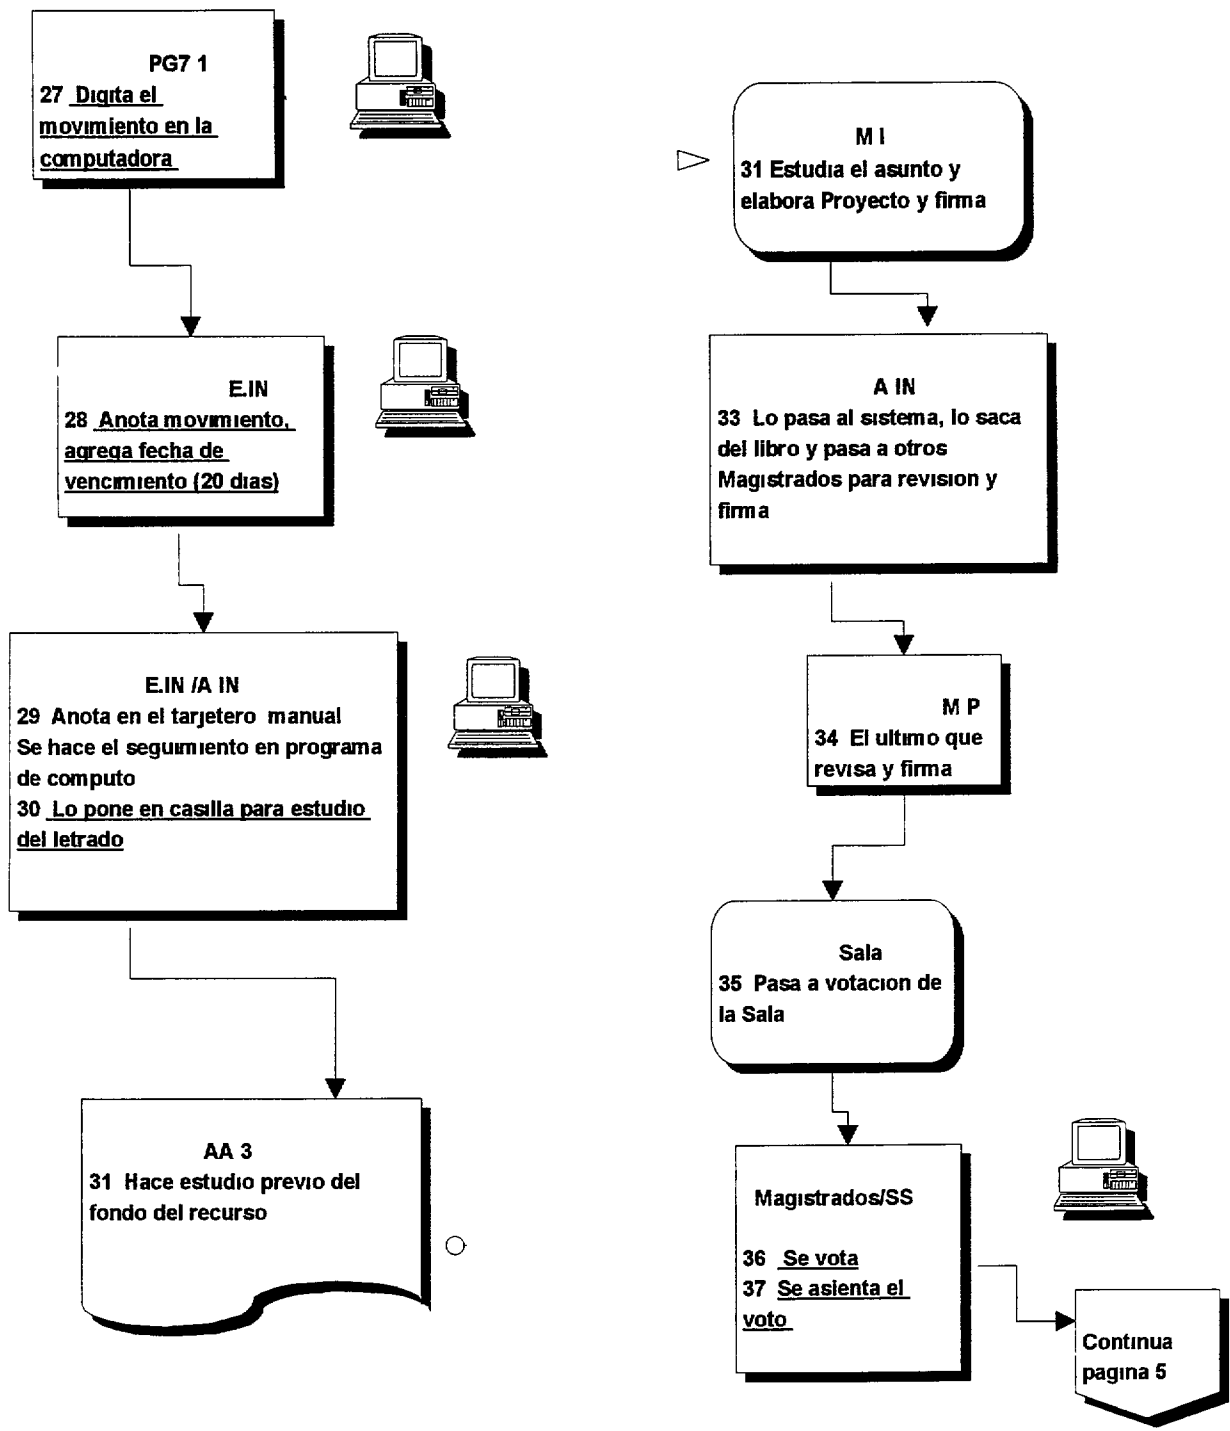 PG7 1
27 Digita el
movimiento en la
computadora
E.IN
28 Anota movimiento,
agrega fecha de
vencimiento (20 dias)
E.IN /A IN
29 Anota en el tarjetero manual
Se hace el seguimiento en programa
de computo
30 Lo pone en casilla para estudio
del letrado
AA 3
31 Hace estudio previo del
fondo del recurso
M I
31 Estudia el asunto y
elabora Proyecto y firma
A IN
33 Lo pasa al sistema, lo saca
del libro y pasa a otros
Magistrados para revision y
firma
M P
34 El ultimo que
revisa y firma
Sala
35 Pasa a votacion de
la Sala
Magistrados/SS
36 Se vota
37 Se asienta el
voto
Continua
pagina 5